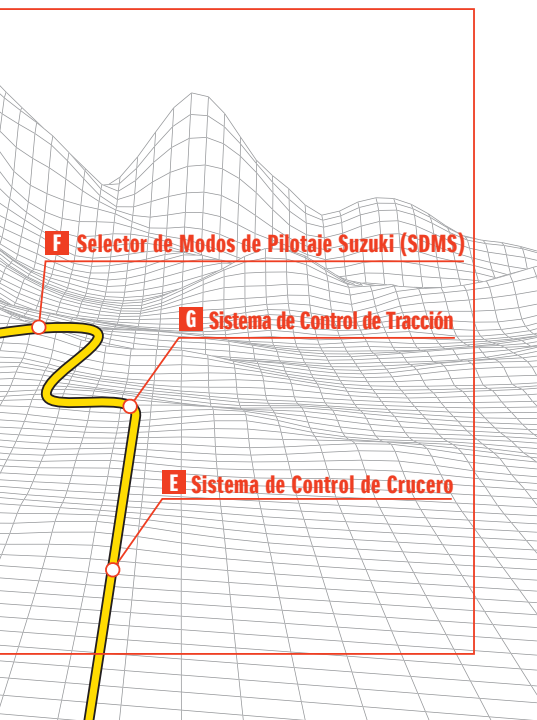 F Selector de Modos de Pilotaje Suzuki (SDMS)
G Sistema de Control de Tracción
E Sistema de Control de Crucero